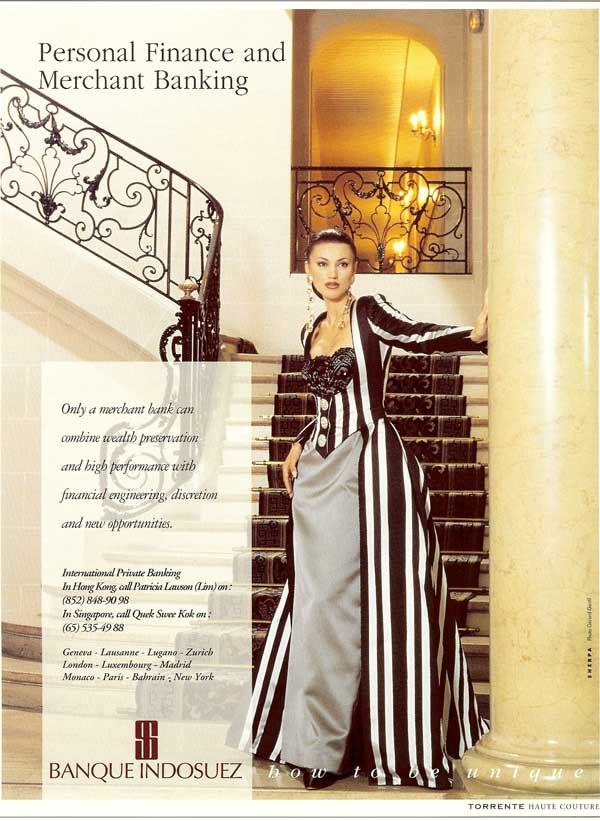 Personal Finance and
Merchant Banking
Only a merchant bank can
combine wealth preservation
and high performance with
financial engineering, discretion
and new opportunities.
International Private Banking
In Hong Kong, call Patricia Lawson (Lim) on :
(852) 848-90 98
In Singapore, call Quek Swee Kok on :
(65) 535-49 88
Geneva - Lausanne - Lugano - Zurich
London - Luxembourg - Madrid
Monaco - Paris - Bahrain - New York
BANQUE INDOSUEZ
how to be unique
SHERPA Photo Gérard Gentil
TORRENTE HAUTE COUTURE